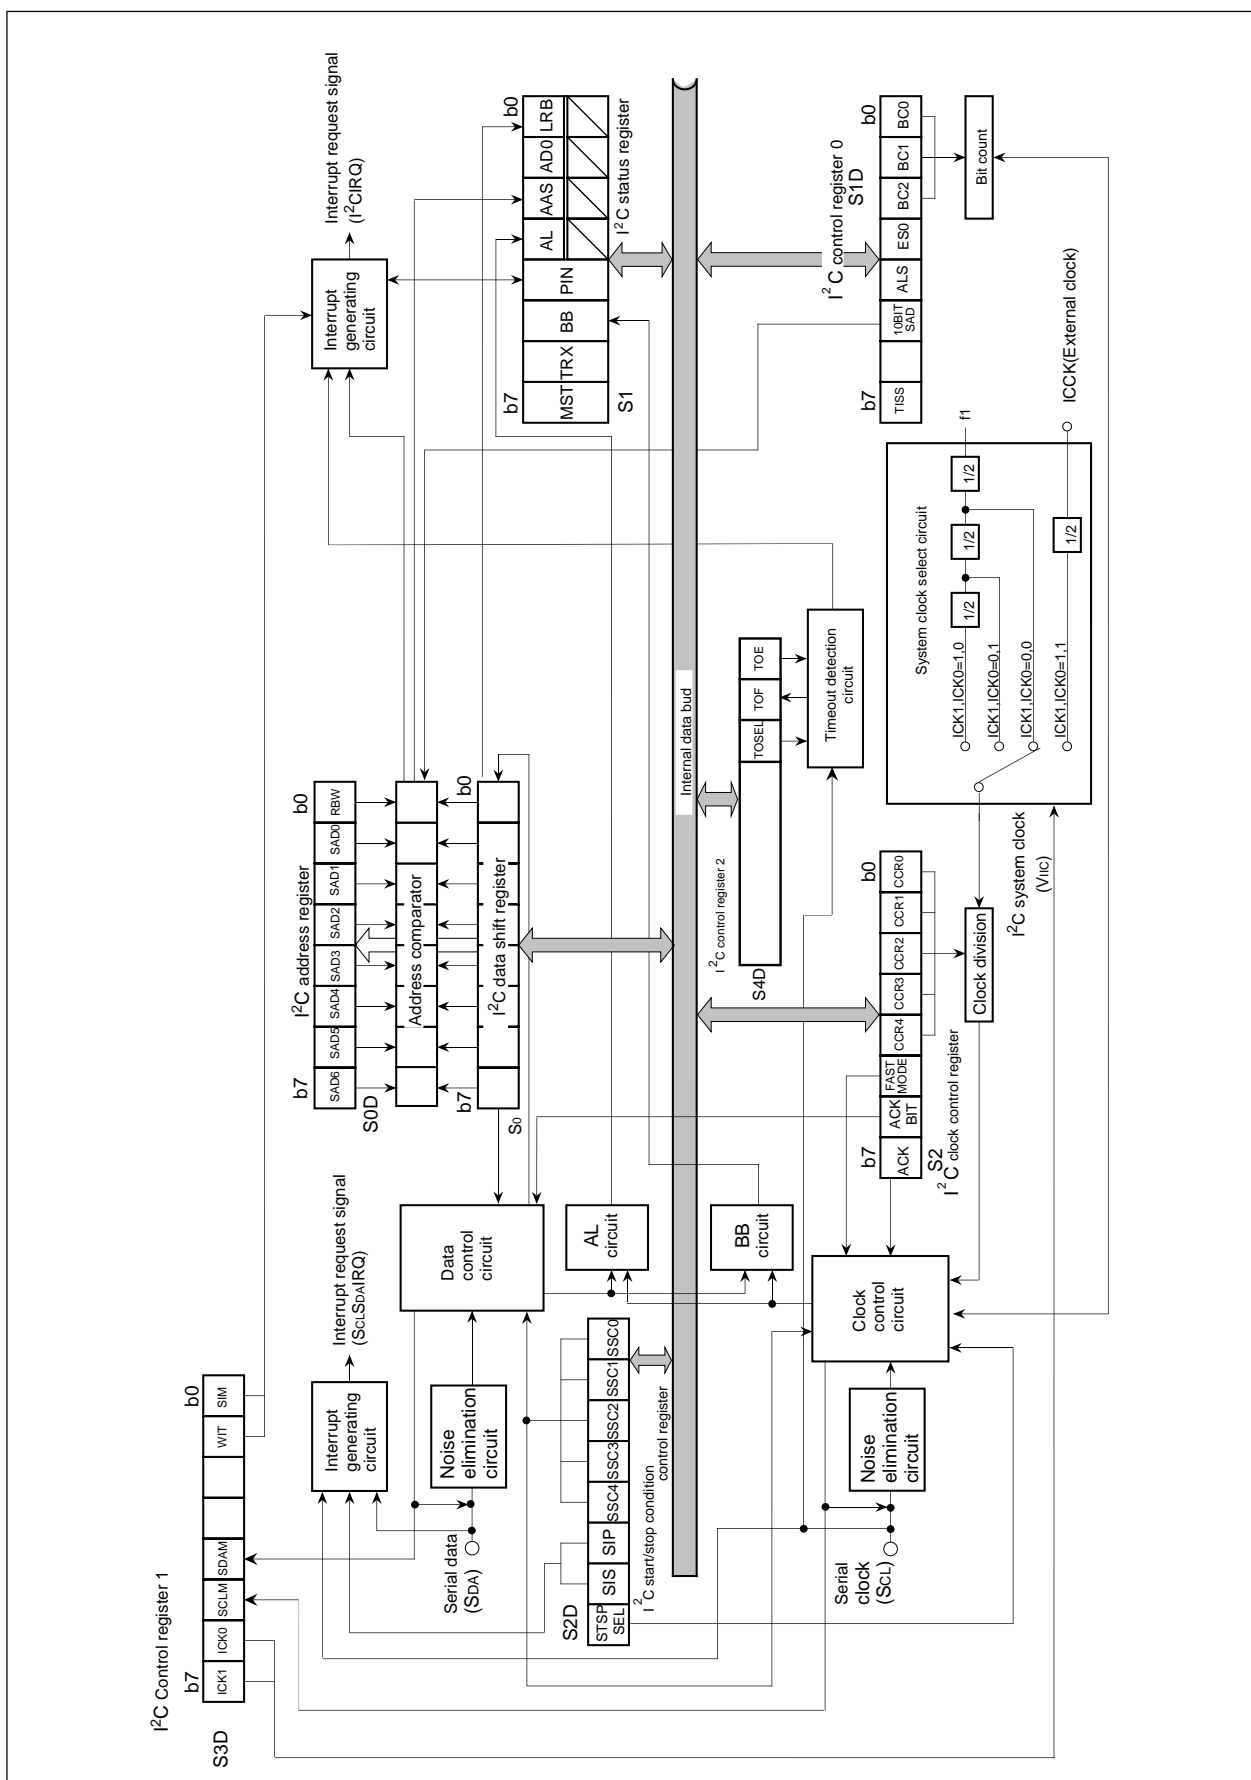 I²C Control register 1
b7
b0
ICK1
ICK0
SCLM
SDAM
WIT
SIM
S3D
Interrupt
generating
circuit
Interrupt request signal
(SCLSDAIRQ)
Interrupt
generating
circuit
Interrupt request signal
(I²CIRQ)
I²C address register
b7
b0
SAD6
SAD5
SAD4
SAD3
SAD2
SAD1
SAD0
RBW
S0D
Address comparator
b7
b0
I²C data shift register
S0
Serial data
(SDA)
Noise
elimination
circuit
Data
control
circuit
AL
circuit
BB
circuit
b7
b0
MST
TRX
BB
PIN
AL
AAS
AD0
LRB
S1
I²C status register
S2D
STSP
SEL
SIS
SIP
SSC4
SSC3
SSC2
SSC1
SSC0
I²C start/stop condition
control register
Internal data bud
I²C control register 2
S4D
TOSEL
TOF
TOE
Timeout detection
circuit
I²C control register 0
S1D
b7
b0
TISS
10BIT
SAD
ALS
ES0
BC2
BC1
BC0
Bit count
Serial
clock
(SCL)
Noise
elimination
circuit
Clock
control
circuit
b7
b0
ACK
ACK
BIT
FAST
MODE
CCR4
CCR3
CCR2
CCR1
CCR0
S2
I²C clock control register
Clock division
I²C system clock
(VIIC)
System clock select circuit
ICK1,ICK0=1,0
ICK1,ICK0=0,1
ICK1,ICK0=0,0
ICK1,ICK0=1,1
1/2
1/2
1/2
1/2
f1
ICCK(External clock)